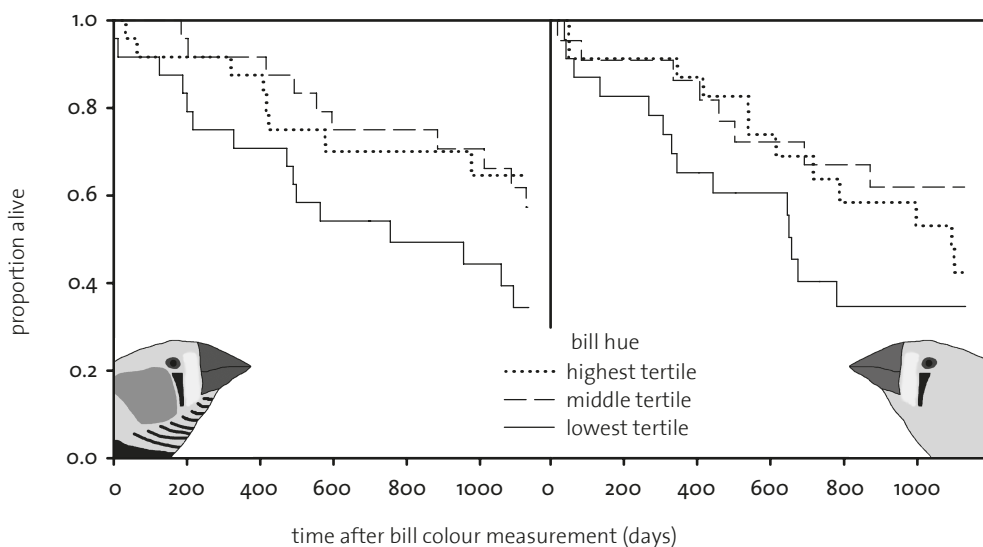 proportion alive
1.0
0.8
0.6
0.4
0.2
0.0
bill hue
highest tertile
middle tertile
lowest tertile
0 200 400 600 800 1000 0 200 400 600 800 1000
time after bill colour measurement (days)